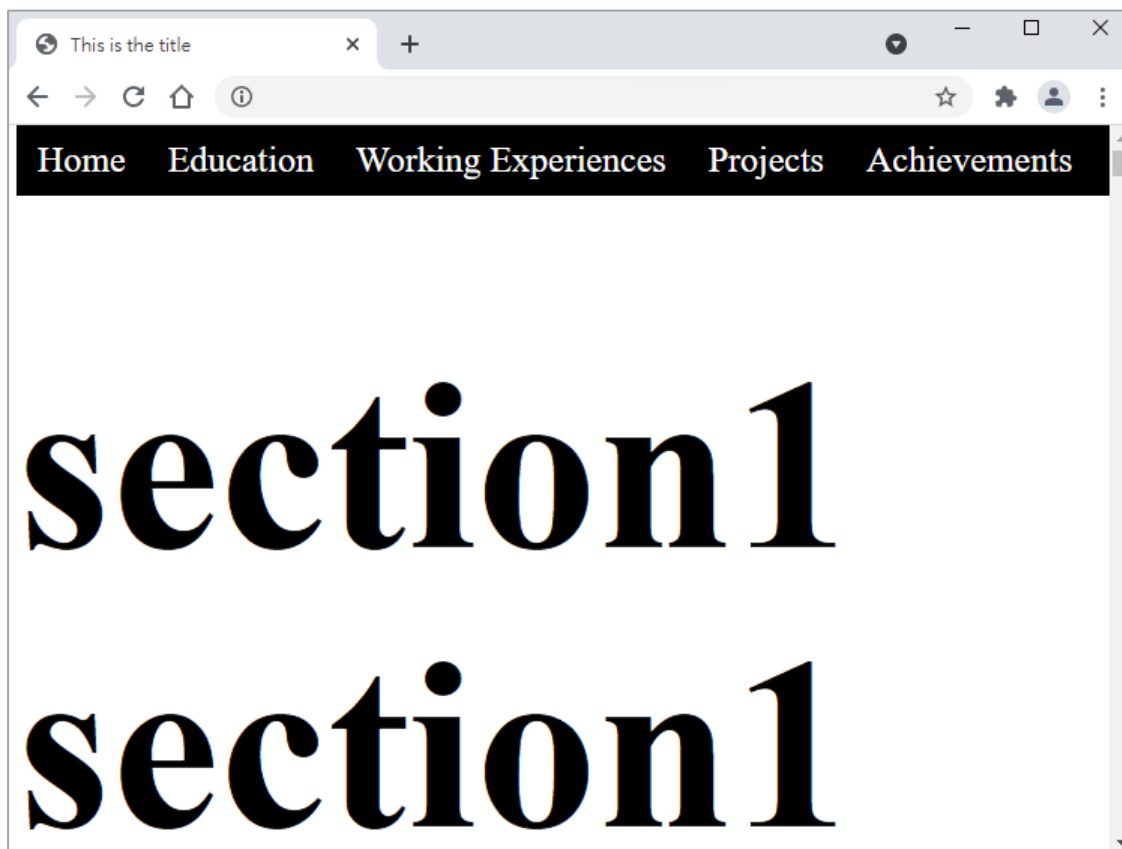 This is the title
Home Education Working Experiences Projects Achievements
section1
section1